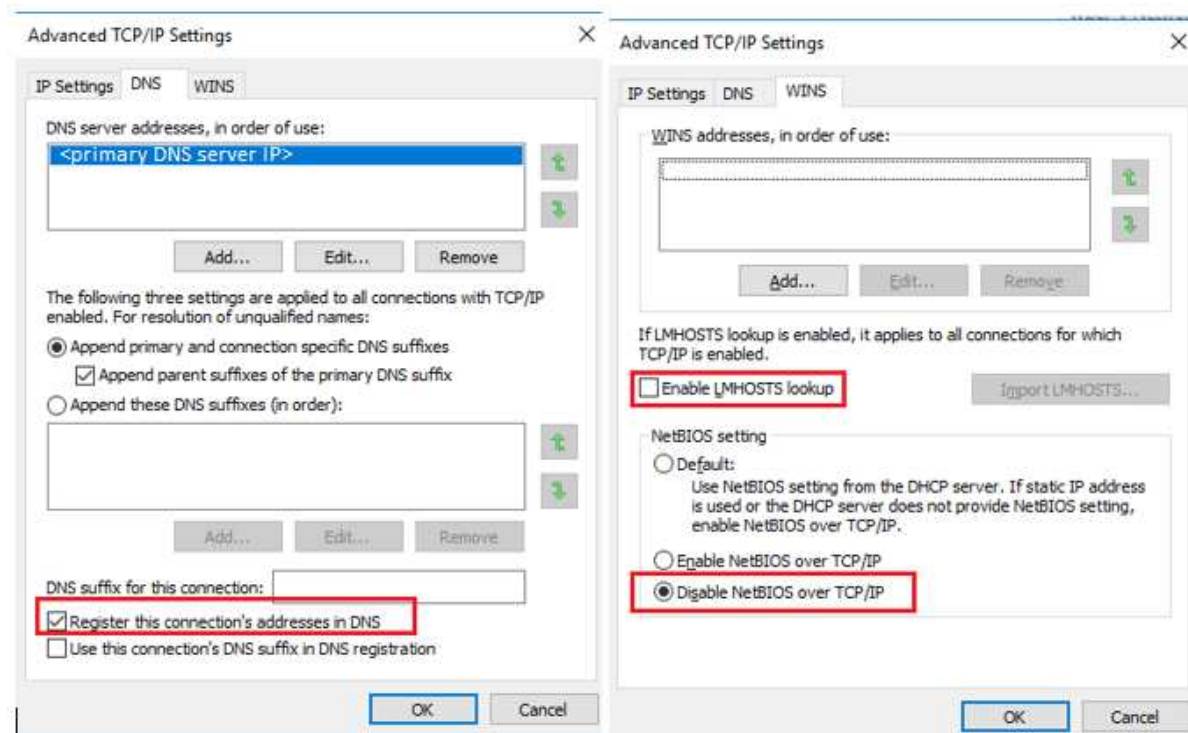 Advanced TCP/IP Settings
IP Settings DNS WINS
DNS server addresses, in order of use:
<primary DNS server IP>
Add... Edit... Remove
The following three settings are applied to all connections with TCP/IP
enabled. For resolution of unqualified names:
Append primary and connection specific DNS suffixes
Append parent suffixes of the primary DNS suffix
Append these DNS suffixes (in order):
Add... Edit... Remove
DNS suffix for this connection:
Register this connection's addresses in DNS
Use this connection's DNS suffix in DNS registration
OK Cancel
Advanced TCP/IP Settings
IP Settings DNS WINS
WINS addresses, in order of use:
Add... Edit... Remove
If LMHOSTS lookup is enabled, it applies to all connections for which
TCP/IP is enabled.
Enable LMHOSTS lookup
Import LMHOSTS...
NetBIOS setting
Default:
Use NetBIOS setting from the DHCP server. If static IP address
is used or the DHCP server does not provide NetBIOS setting,
enable NetBIOS over TCP/IP.
Enable NetBIOS over TCP/IP
Disable NetBIOS over TCP/IP
OK Cancel